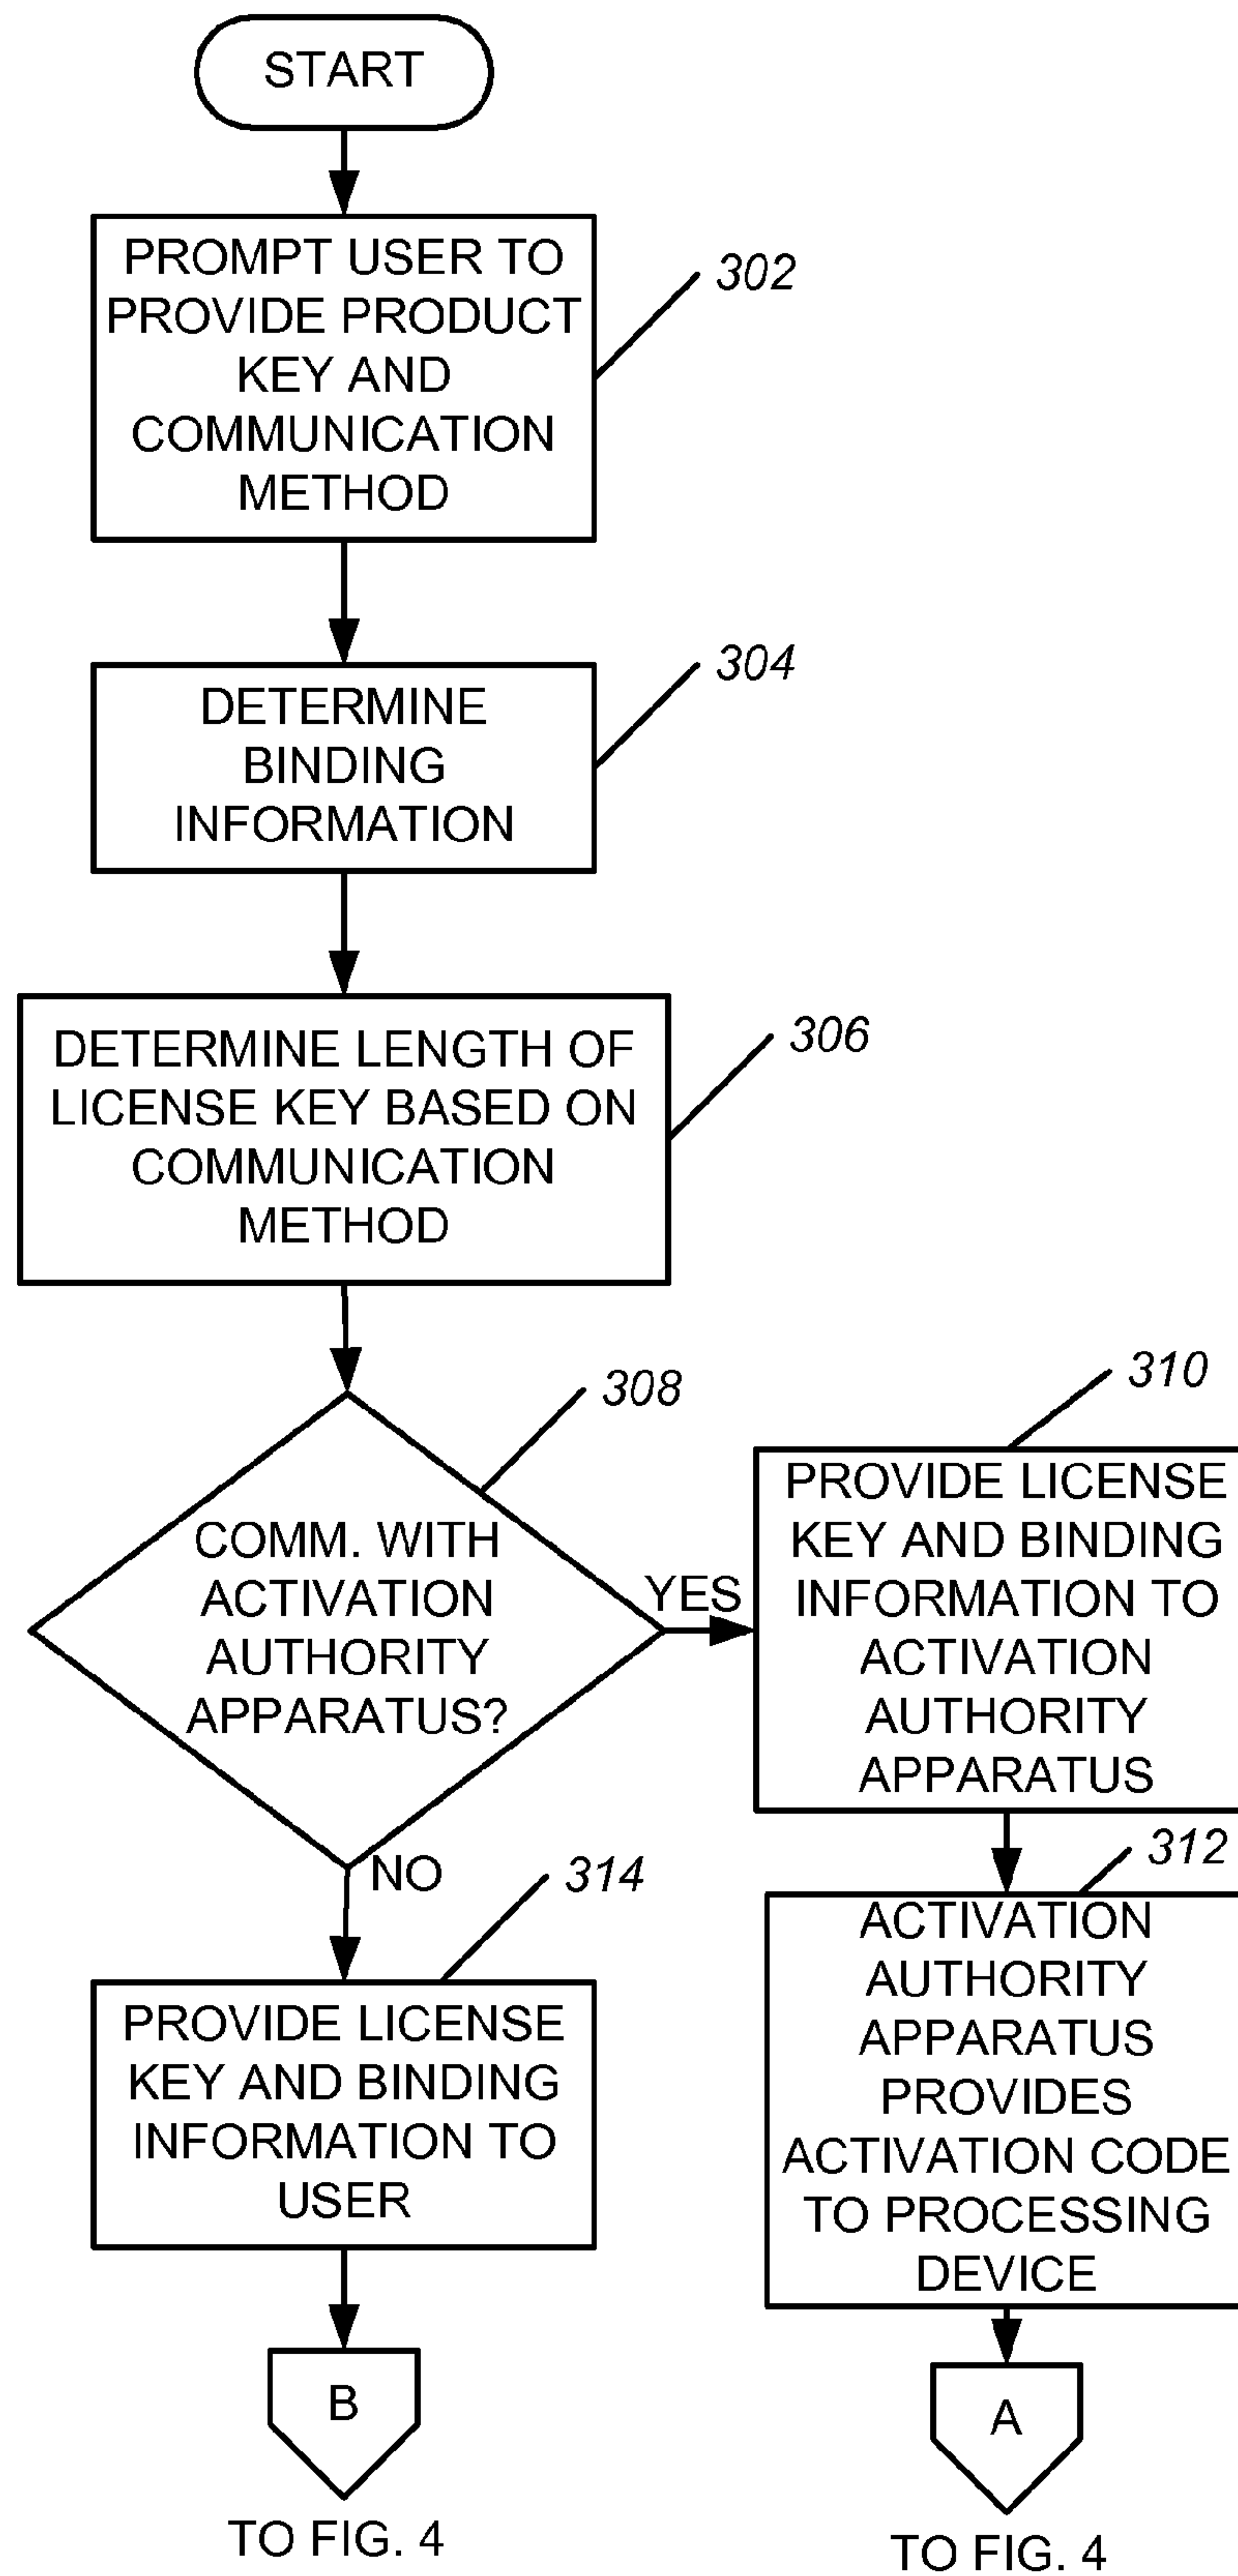 START
PROMPT USER TO
PROVIDE PRODUCT
KEY AND
COMMUNICATION
METHOD
302
DETERMINE
BINDING
INFORMATION
304
DETERMINE LENGTH OF
LICENSE KEY BASED ON
COMMUNICATION
METHOD
306
COMM. WITH
ACTIVATION
AUTHORITY
APPARATUS?
308
YES
310
PROVIDE LICENSE
KEY AND BINDING
INFORMATION TO
ACTIVATION
AUTHORITY
APPARATUS
312
ACTIVATION
AUTHORITY
APPARATUS
PROVIDES
ACTIVATION CODE
TO PROCESSING
DEVICE
A
TO FIG. 4
NO
314
PROVIDE LICENSE
KEY AND BINDING
INFORMATION TO
USER
B
TO FIG. 4